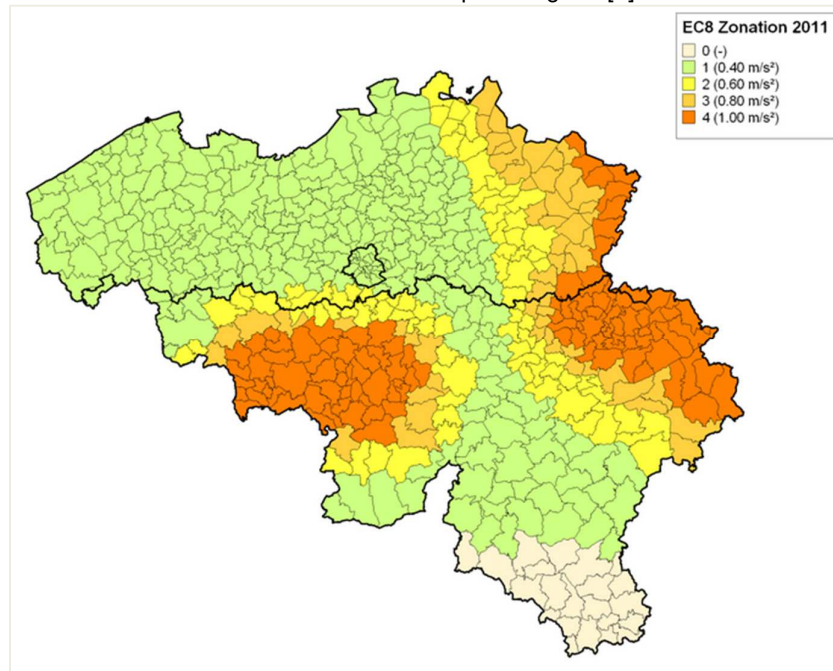 EC8 Zonation 2011
0 (-)
1 (0.40 m/s²)
2 (0.60 m/s²)
3 (0.80 m/s²)
4 (1.00 m/s²)